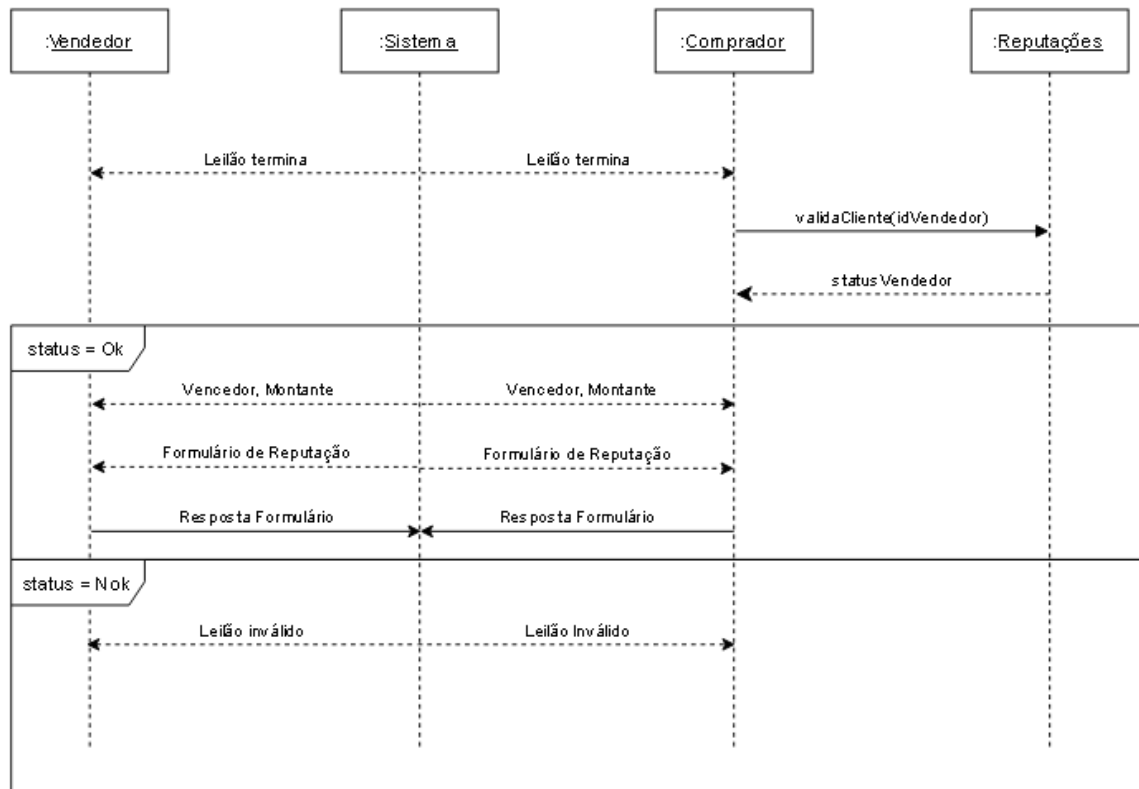 :Vendedor
:Sistema
:Comprador
:Reputações
Leilão termina
Leilão termina
validaCliente(idVendedor)
statusVendedor
status = Ok
Vencedor, Montante
Vencedor, Montante
Formulário de Reputação
Formulário de Reputação
Resposta Formulário
Resposta Formulário
status = Nok
Leilão inválido
Leilão Inválido